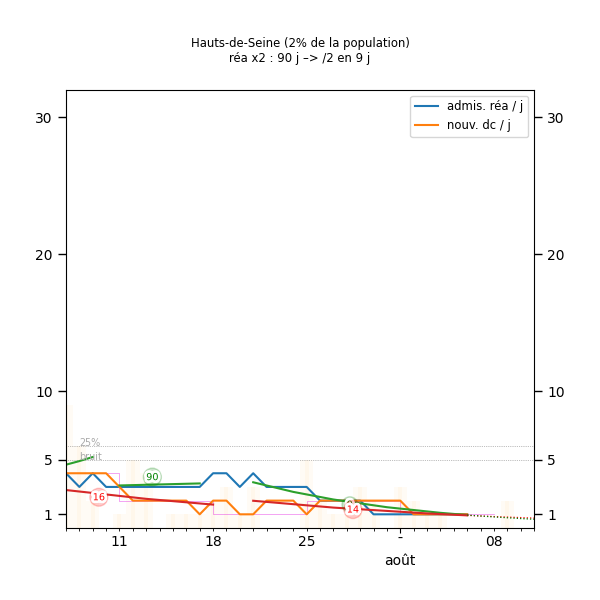 Hauts-de-Seine (2% de la population)
réa x2 : 90 j –> /2 en 9 j
admis. réa / j
nouv. dc / j
30 30
20 20
10 10
25%
bruit
5 5
90
16
14
1 1
11 18 25 - 08
août